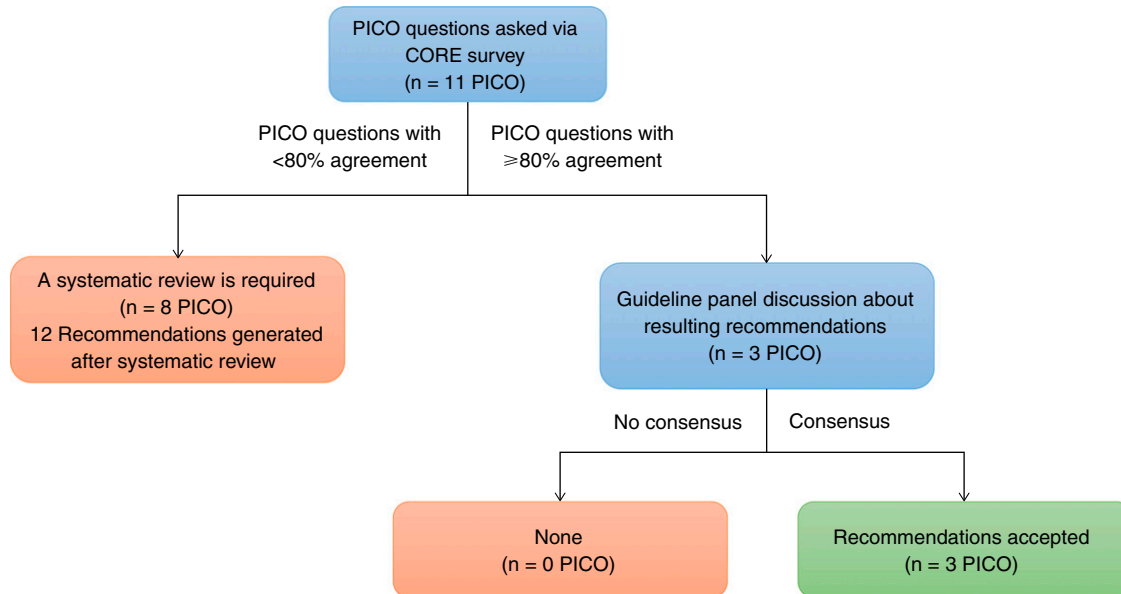 PICO questions asked via
CORE survey
(n = 11 PICO)
PICO questions with
<80% agreement
PICO questions with
⩾80% agreement
A systematic review is required
(n = 8 PICO)
12 Recommendations generated
after systematic review
Guideline panel discussion about
resulting recommendations
(n = 3 PICO)
No consensus
Consensus
None
(n = 0 PICO)
Recommendations accepted
(n = 3 PICO)